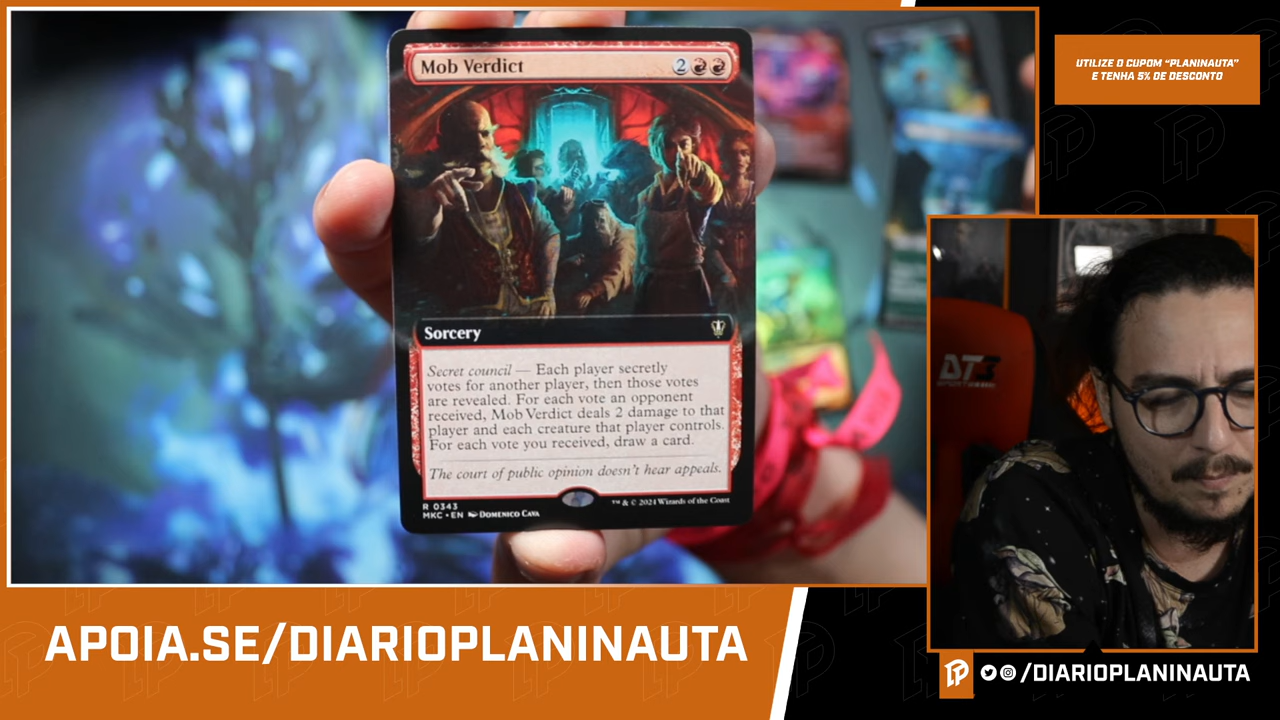 Mob Verdict 2
Sorcery
Secret council — Each player secretly
votes for another player, then those votes
are revealed. For each vote an opponent
received, Mob Verdict deals 2 damage to that
player and each creature that player controls.
For each vote you received, draw a card.
The court of public opinion doesn't hear appeals.
R 0343
MKC • EN DOMENICO CAVA
™ & © 2024 Wizards of the Coast
UTILIZE O CUPOM “PLANINAUTA”
E TENHA 5% DE DESCONTO
DT3
APOIA.SE/DIARIOPLANINAUTA
/DIARIOPLANINAUTA